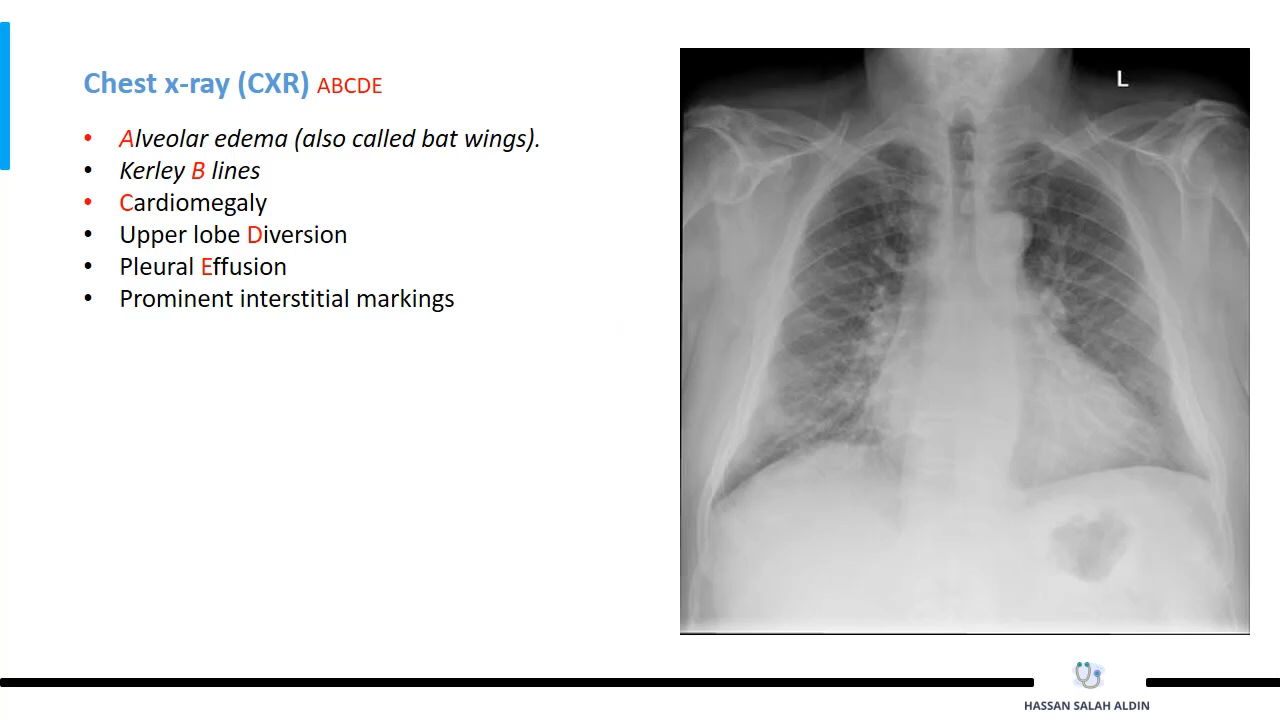 Chest x-ray (CXR) ABCDE
• Alveolar edema (also called bat wings).
• Kerley B lines
• Cardiomegaly
• Upper lobe Diversion
• Pleural Effusion
• Prominent interstitial markings
L
HASSAN SALAH ALDIN